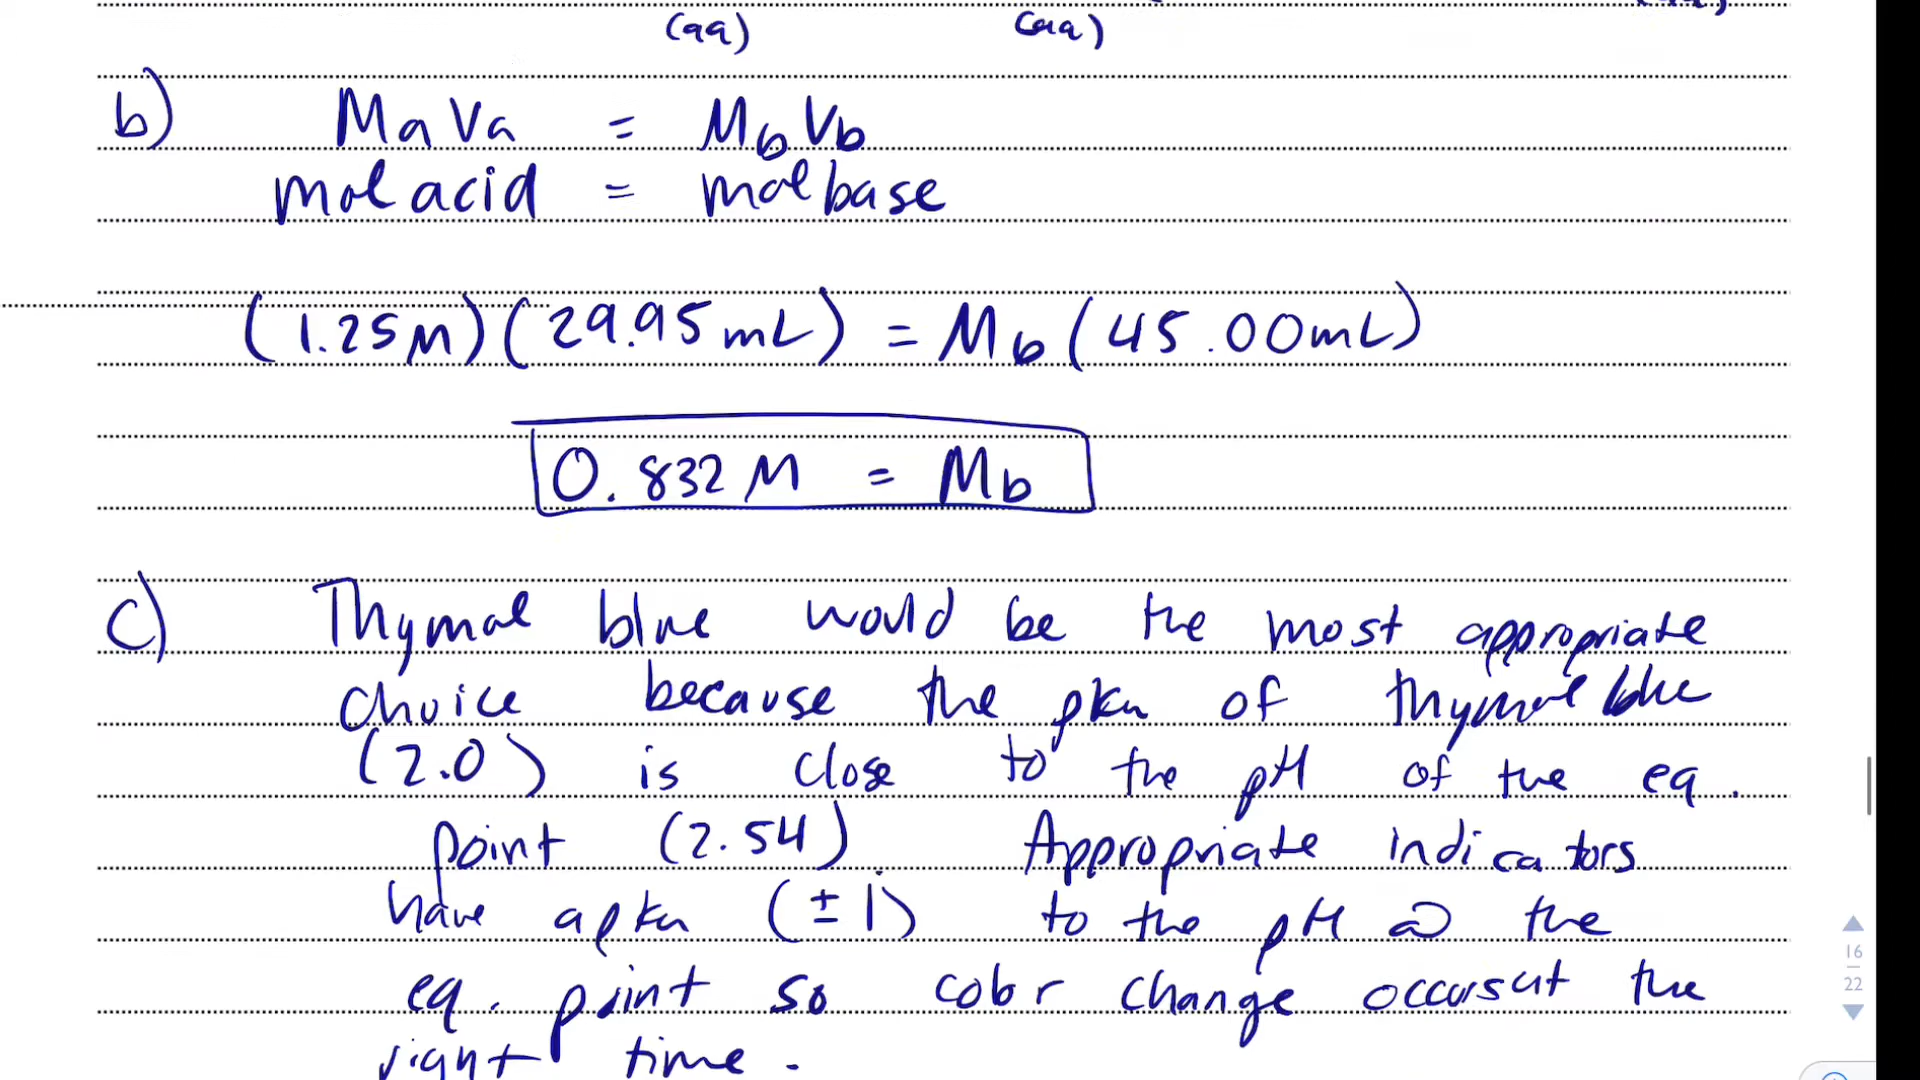 (aq) (aq)
b) MaVa = MbVb
mol acid = mol base
(1.25M)(29.95mL) = Mb(45.00mL)
0.832 M = Mb
c) Thymol blue would be the most appropriate
choice because the pka of thymol blue
(2.0) is close to the pH of the eq.
point (2.54) Appropriate indicators
have a pka (±1) to the pH @ the
eq. point so color change occurs at the
right time.
16
22